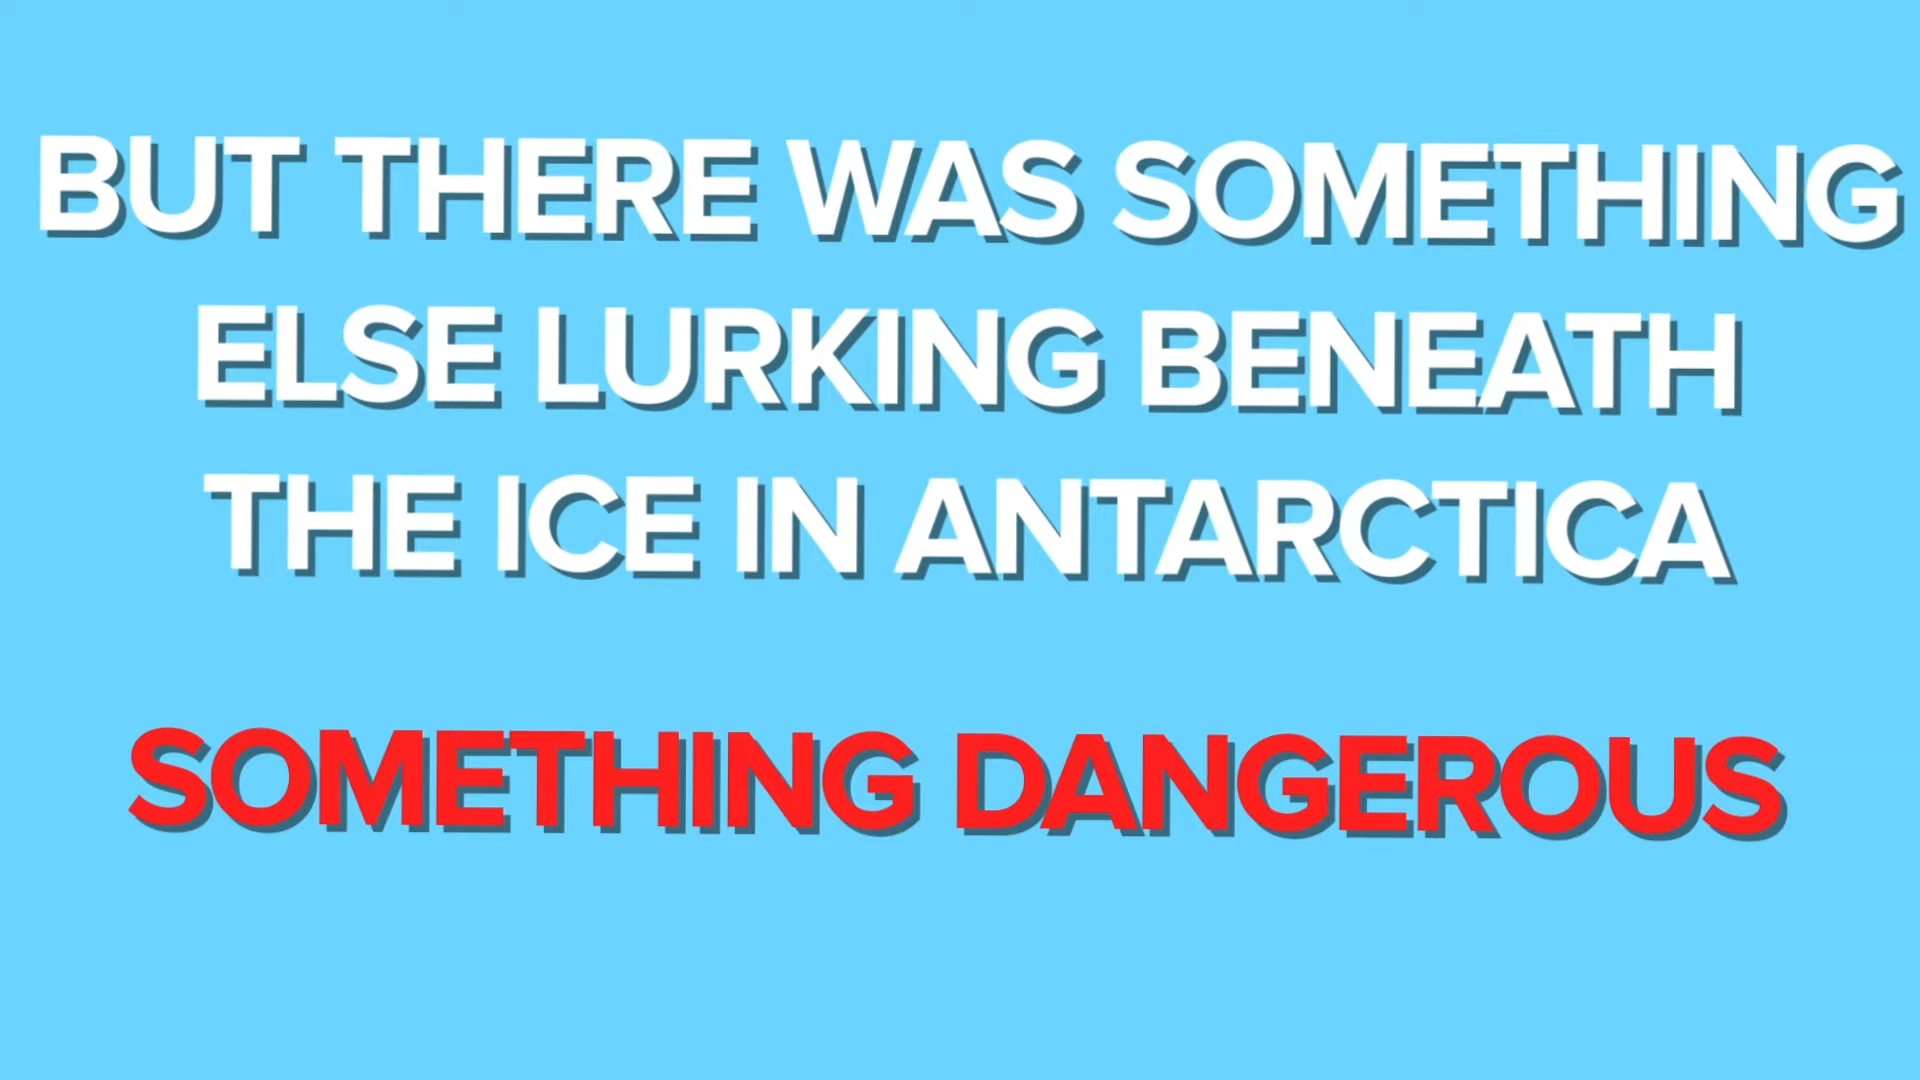 BUT THERE WAS SOMETHING
ELSE LURKING BENEATH
THE ICE IN ANTARCTICA
SOMETHING DANGEROUS